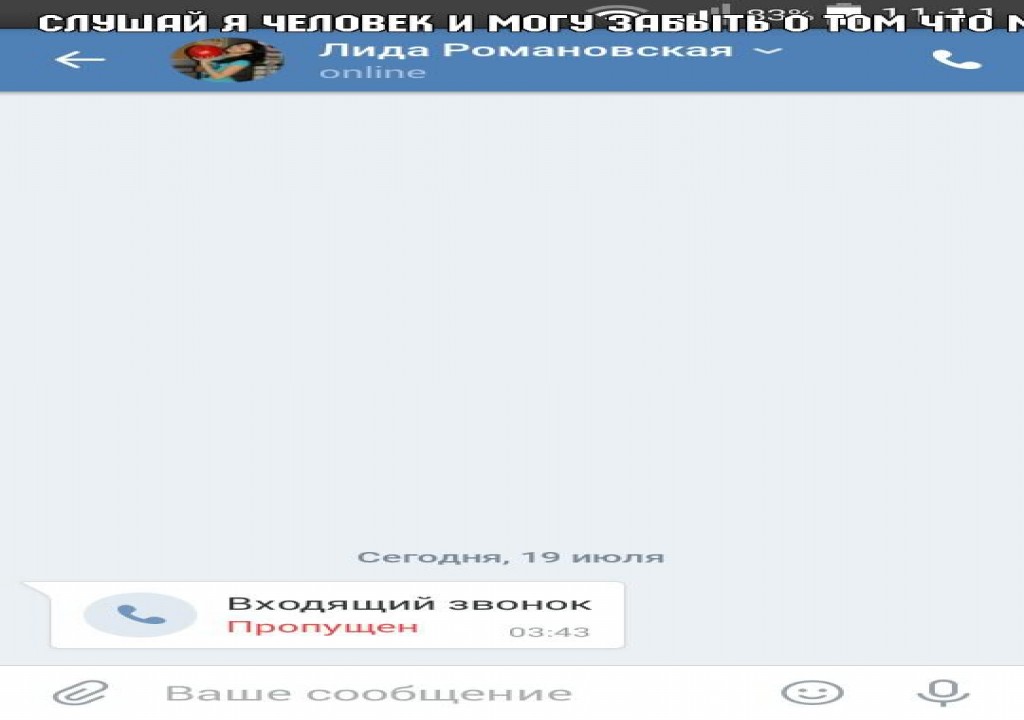 СЛУШАЙ Я ЧЕЛОВЕК И МОГУ ЗАБЫТЬ О ТОМ ЧТО
83% 11:11
Лида Романовская
online
Сегодня, 19 июля
Входящий звонок
Пропущен 03:43
Ваше сообщение